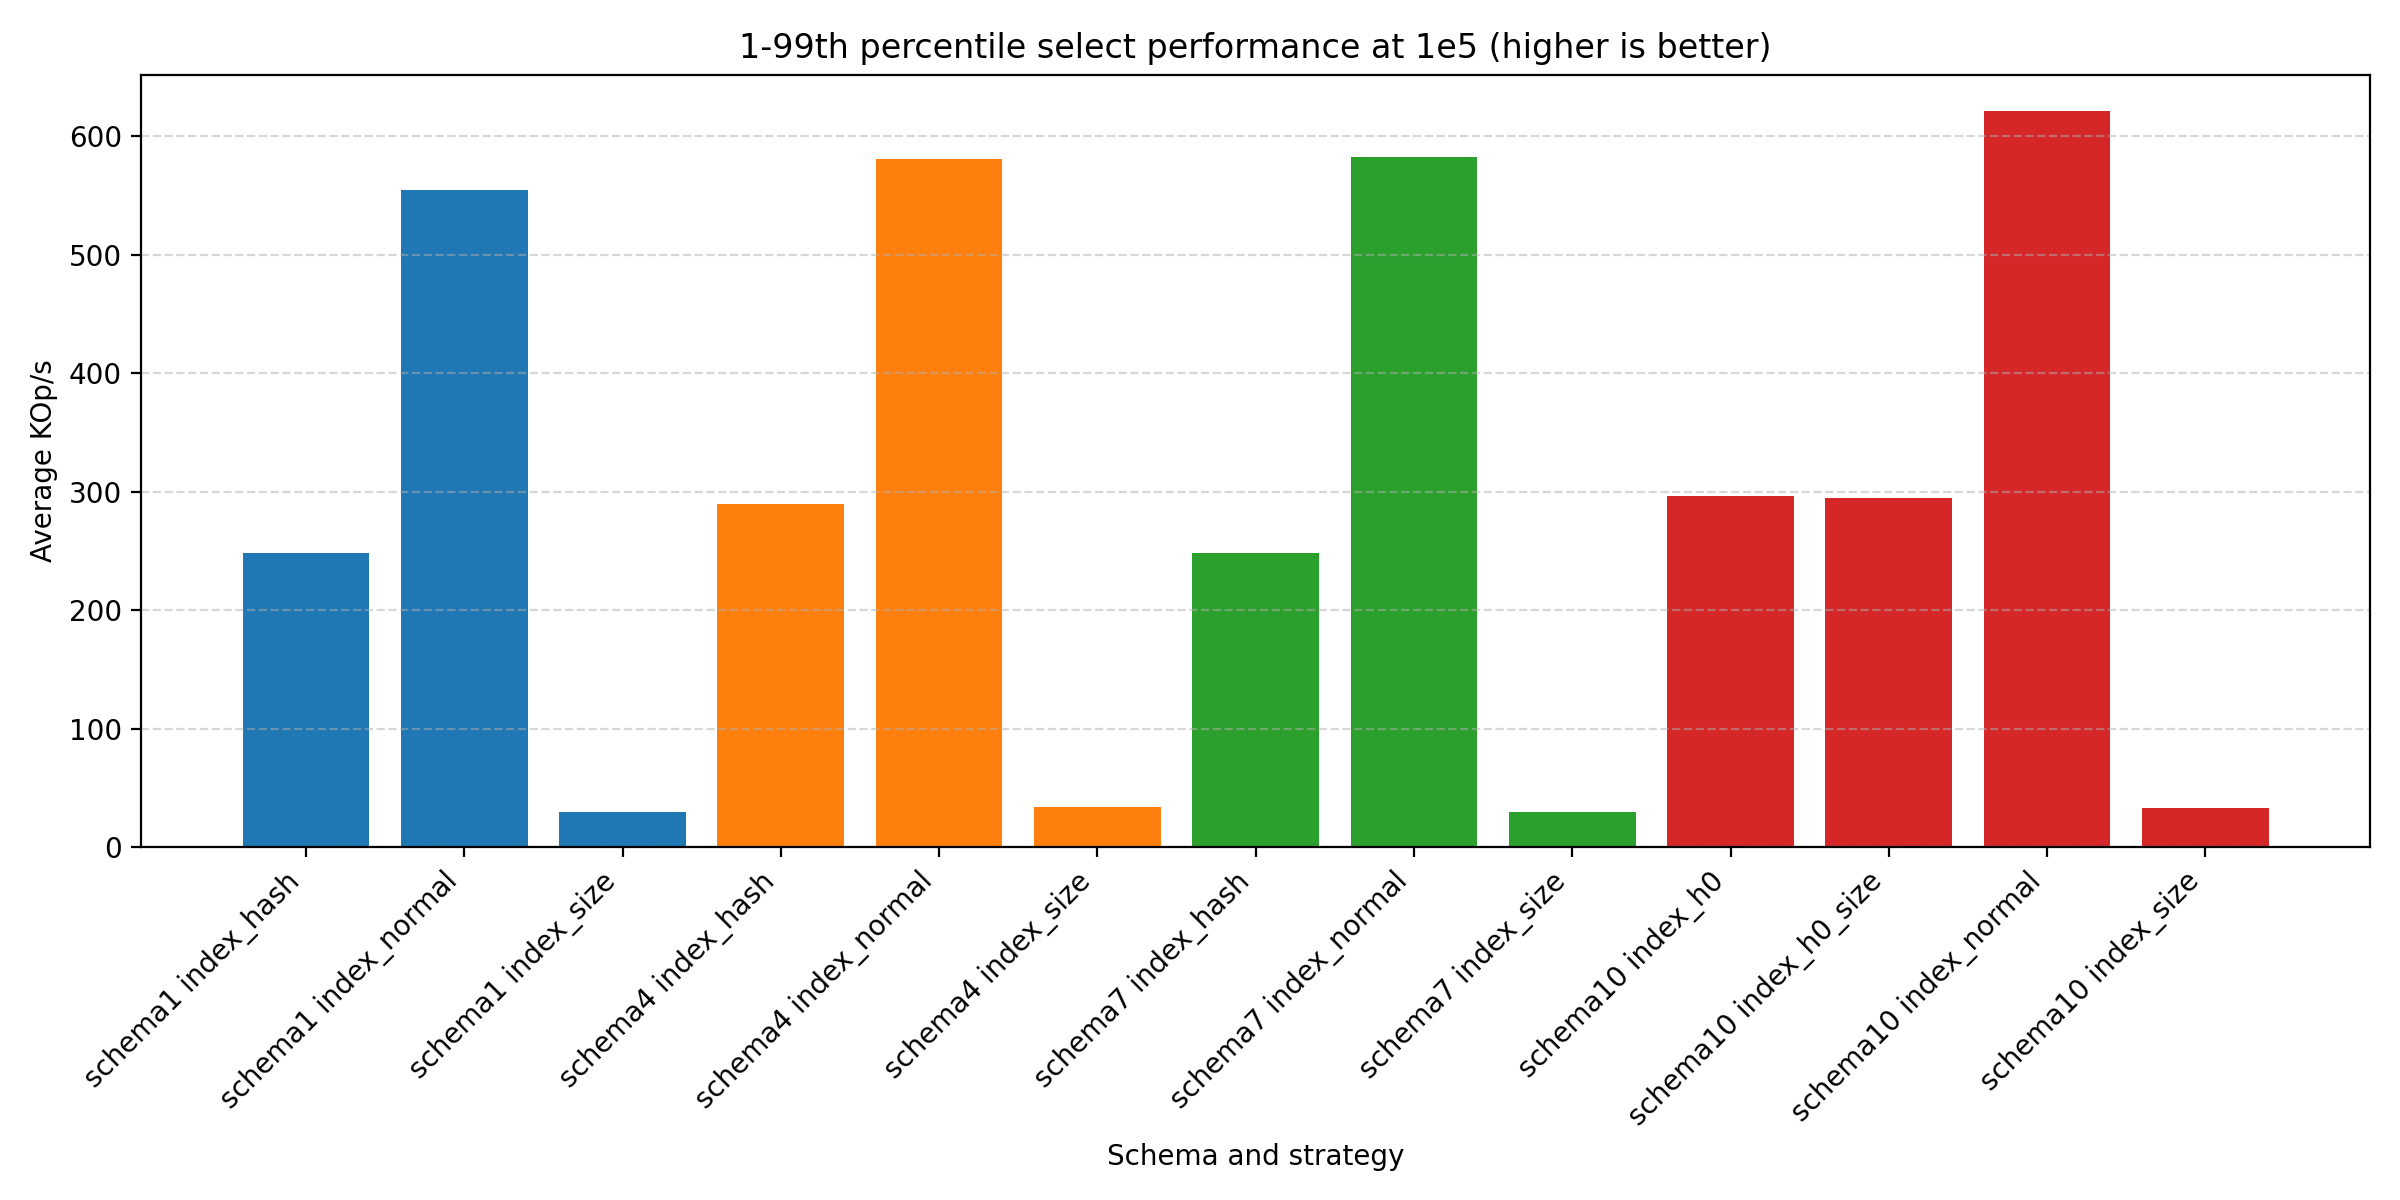 1-99th percentile select performance at 1e5 (higher is better)
Average KOp/s
600
500
400
300
200
100
0
schema1 index_hash
schema1 index_normal
schema1 index_size
schema4 index_hash
schema4 index_normal
schema4 index_size
schema7 index_hash
schema7 index_normal
schema7 index_size
schema10 index_h0
schema10 index_h0_size
schema10 index_normal
schema10 index_size
Schema and strategy